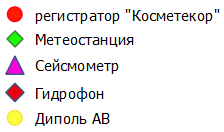 регистратор "Косметекор"
Метеостанция
Сейсмометр
Гидрофон
Диполь АВ